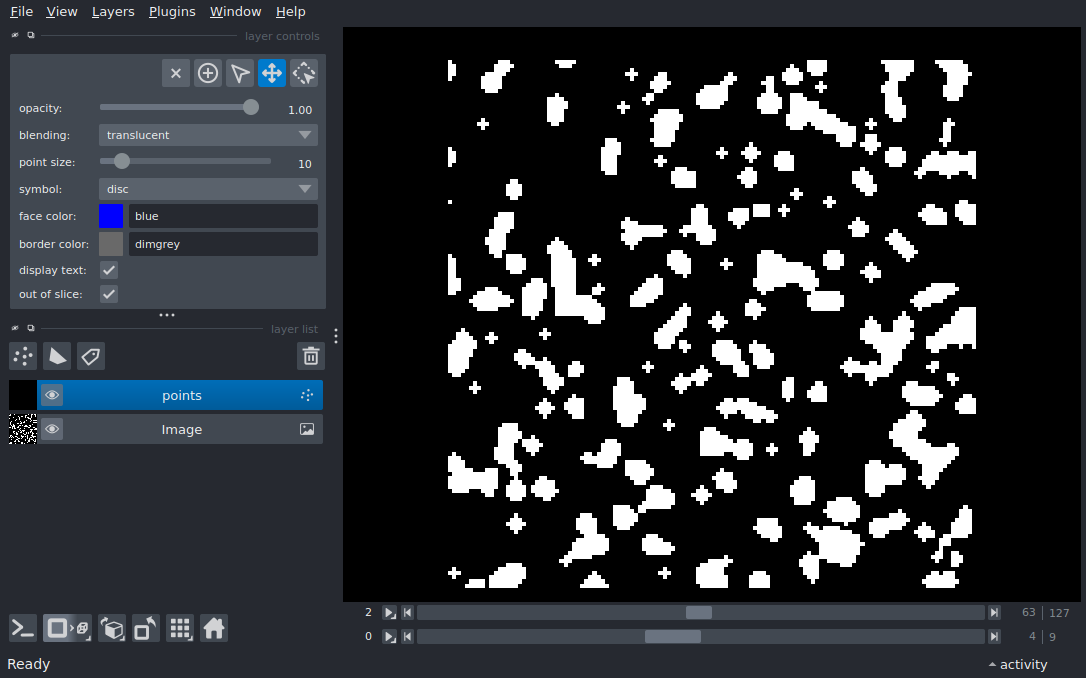 File View Layers Plugins Window Help
layer controls
opacity: 1.00
blending: translucent
point size: 10
symbol: disc
face color: blue
border color: dimgrey
display text:
out of slice:
layer list
points
Image
2 63 | 127
0 4 | 9
Ready activity